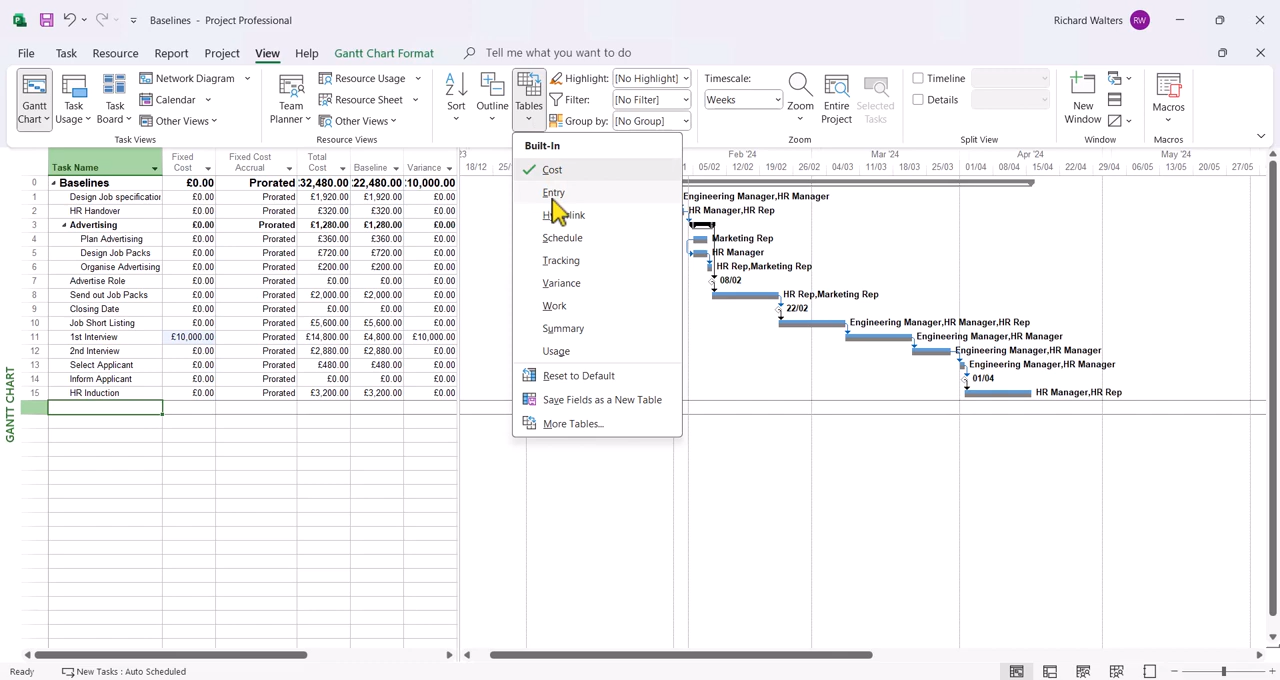 Baselines - Project Professional
Richard Walters RW
File Task Resource Report Project View Help Gantt Chart Format Tell me what you want to do
Gantt Chart
Task Usage
Task Board
Network Diagram
Calendar
Other Views
Task Views
Team Planner
Resource Usage
Resource Sheet
Other Views
Resource Views
Sort
Outline
Tables
Highlight: [No Highlight]
Filter: [No Filter]
Group by: [No Group]
Timescale:
Weeks
Zoom
Entire Project
Selected Tasks
Zoom
Timeline
Details
Split View
New Window
Window
Macros
Macros
Built-In
Cost
Entry
Schedule
Tracking
Variance
Work
Summary
Usage
Reset to Default
Save Fields as a New Table
More Tables...
Task Name Fixed Cost Fixed Cost Accrual Total Cost Baseline Variance
0 Baselines £0.00 Prorated :32,480.00 :22,480.00 :10,000.00
1 Design Job specification £0.00 Prorated £1,920.00 £1,920.00 £0.00
2 HR Handover £0.00 Prorated £320.00 £320.00 £0.00
3 Advertising £0.00 Prorated £1,280.00 £1,280.00 £0.00
4 Plan Advertising £0.00 Prorated £360.00 £360.00 £0.00
5 Design Job Packs £0.00 Prorated £720.00 £720.00 £0.00
6 Organise Advertising £0.00 Prorated £200.00 £200.00 £0.00
7 Advertise Role £0.00 Prorated £0.00 £0.00 £0.00
8 Send out Job Packs £0.00 Prorated £2,000.00 £2,000.00 £0.00
9 Closing Date £0.00 Prorated £0.00 £0.00 £0.00
10 Job Short Listing £0.00 Prorated £5,600.00 £5,600.00 £0.00
11 1st Interview £10,000.00 Prorated £14,800.00 £4,800.00 £10,000.00
12 2nd Interview £0.00 Prorated £2,880.00 £2,880.00 £0.00
13 Select Applicant £0.00 Prorated £480.00 £480.00 £0.00
14 Inform Applicant £0.00 Prorated £0.00 £0.00 £0.00
15 HR Induction £0.00 Prorated £3,200.00 £3,200.00 £0.00
23 Feb '24 Mar '24 Apr '24 May '24
18/12 25/ 05/02 12/02 19/02 26/02 04/03 11/03 18/03 25/03 01/04 08/04 15/04 22/04 29/04 06/05 13/05 20/05 27/05
Engineering Manager,HR Manager
HR Manager,HR Rep
Marketing Rep
HR Manager
HR Rep,Marketing Rep
08/02
HR Rep,Marketing Rep
22/02
Engineering Manager,HR Manager,HR Rep
Engineering Manager,HR Manager
Engineering Manager,HR Manager
Engineering Manager,HR Manager
01/04
HR Manager,HR Rep
GANTT CHART
Ready New Tasks : Auto Scheduled